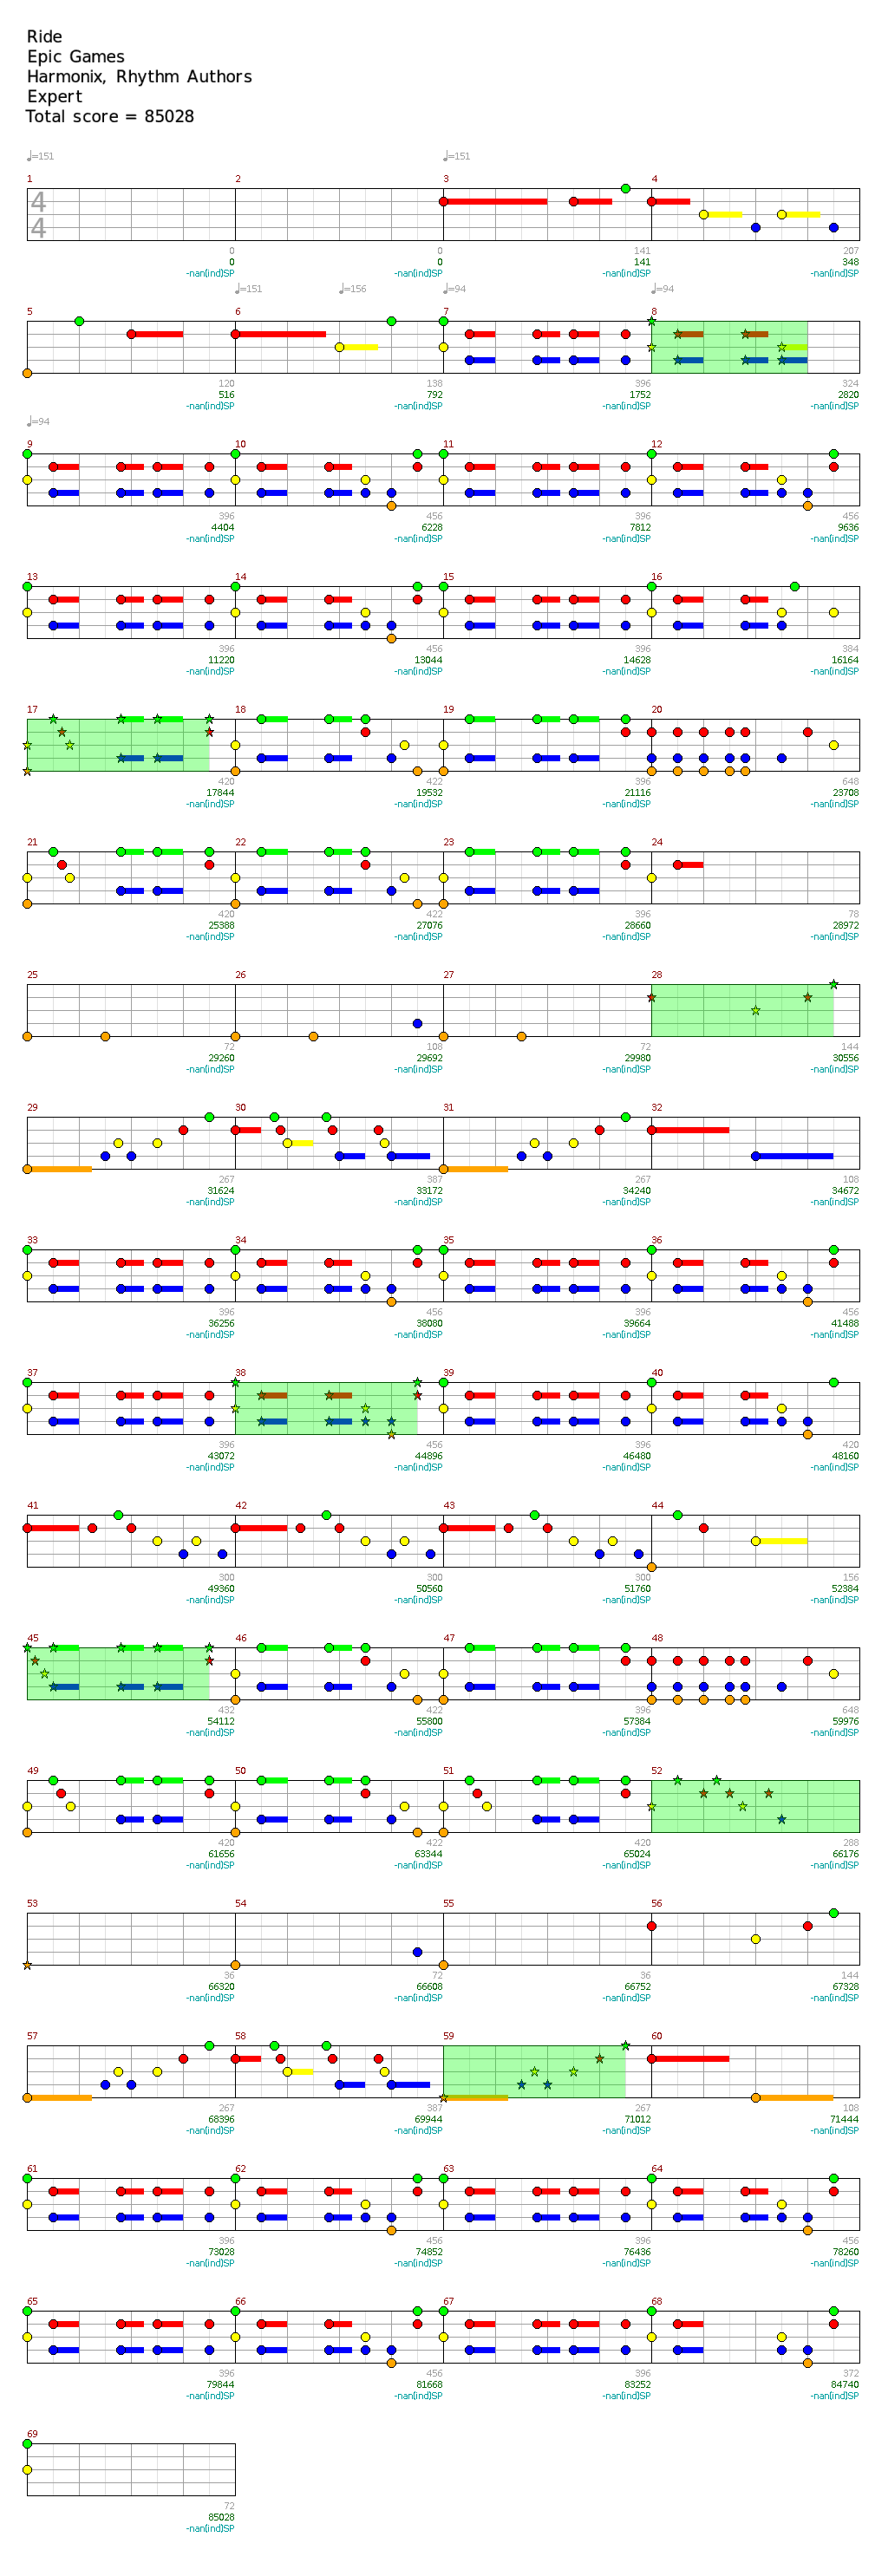 Ride
Epic Games
Harmonix, Rhythm Authors
Expert
Total score = 85028
♩=151 ♩=151
1 2 3 4
4
4
0 0 141 207
0 0 141 348
-nan(ind)SP -nan(ind)SP -nan(ind)SP -nan(ind)SP
♩=151 ♩=156 ♩=94 ♩=94
5 6 7 8
120 138 396 324
516 792 1752 2820
-nan(ind)SP -nan(ind)SP -nan(ind)SP -nan(ind)SP
♩=94
9 10 11 12
396 456 396 456
4404 6228 7812 9636
-nan(ind)SP -nan(ind)SP -nan(ind)SP -nan(ind)SP
13 14 15 16
396 456 396 384
11220 13044 14628 16164
-nan(ind)SP -nan(ind)SP -nan(ind)SP -nan(ind)SP
17 18 19 20
420 422 396 648
17844 19532 21116 23708
-nan(ind)SP -nan(ind)SP -nan(ind)SP -nan(ind)SP
21 22 23 24
420 422 396 78
25388 27076 28660 28972
-nan(ind)SP -nan(ind)SP -nan(ind)SP -nan(ind)SP
25 26 27 28
72 108 72 144
29260 29692 29980 30556
-nan(ind)SP -nan(ind)SP -nan(ind)SP -nan(ind)SP
29 30 31 32
267 387 267 108
31624 33172 34240 34672
-nan(ind)SP -nan(ind)SP -nan(ind)SP -nan(ind)SP
33 34 35 36
396 456 396 456
36256 38080 39664 41488
-nan(ind)SP -nan(ind)SP -nan(ind)SP -nan(ind)SP
37 38 39 40
396 456 396 420
43072 44896 46480 48160
-nan(ind)SP -nan(ind)SP -nan(ind)SP -nan(ind)SP
41 42 43 44
300 300 300 156
49360 50560 51760 52384
-nan(ind)SP -nan(ind)SP -nan(ind)SP -nan(ind)SP
45 46 47 48
432 422 396 648
54112 55800 57384 59976
-nan(ind)SP -nan(ind)SP -nan(ind)SP -nan(ind)SP
49 50 51 52
420 422 420 288
61656 63344 65024 66176
-nan(ind)SP -nan(ind)SP -nan(ind)SP -nan(ind)SP
53 54 55 56
36 72 36 144
66320 66608 66752 67328
-nan(ind)SP -nan(ind)SP -nan(ind)SP -nan(ind)SP
57 58 59 60
267 387 267 108
68396 69944 71012 71444
-nan(ind)SP -nan(ind)SP -nan(ind)SP -nan(ind)SP
61 62 63 64
396 456 396 456
73028 74852 76436 78260
-nan(ind)SP -nan(ind)SP -nan(ind)SP -nan(ind)SP
65 66 67 68
396 456 396 372
79844 81668 83252 84740
-nan(ind)SP -nan(ind)SP -nan(ind)SP -nan(ind)SP
69
72
85028
-nan(ind)SP